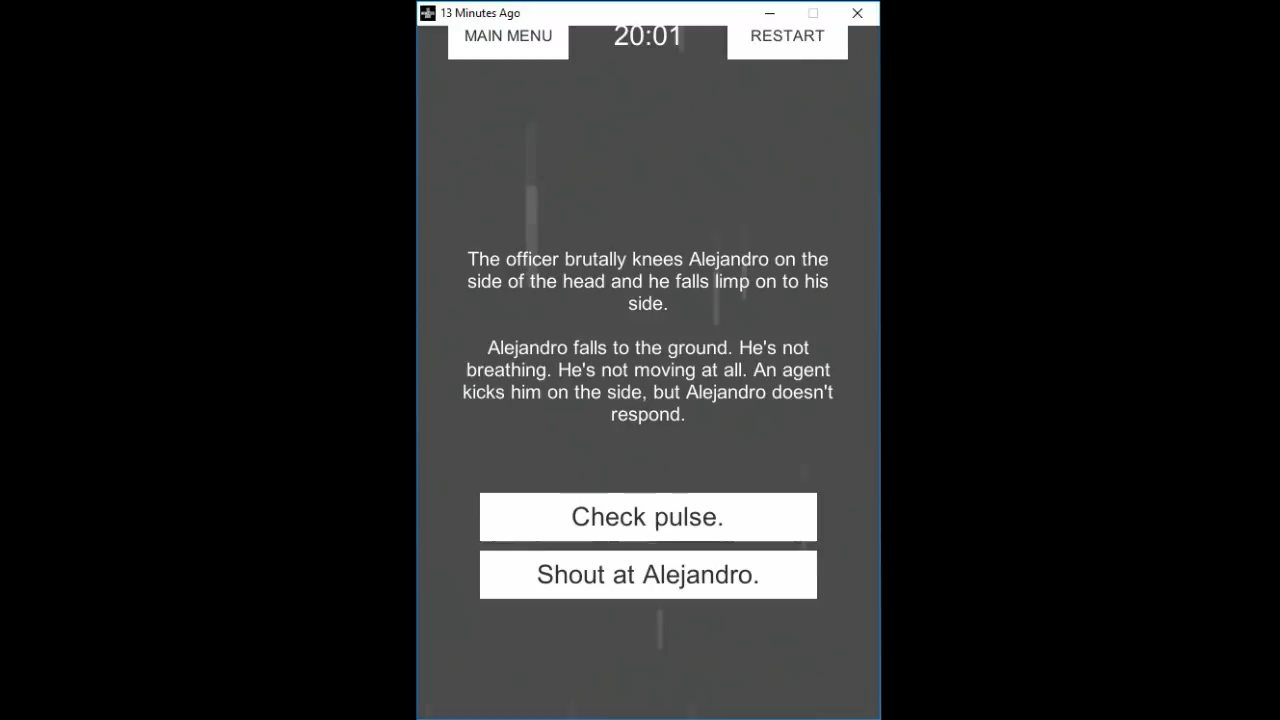 13 Minutes Ago
MAIN MENU
20:01
RESTART
The officer brutally knees Alejandro on the
side of the head and he falls limp on to his
side.
Alejandro falls to the ground. He's not
breathing. He's not moving at all. An agent
kicks him on the side, but Alejandro doesn't
respond.
Check pulse.
Shout at Alejandro.